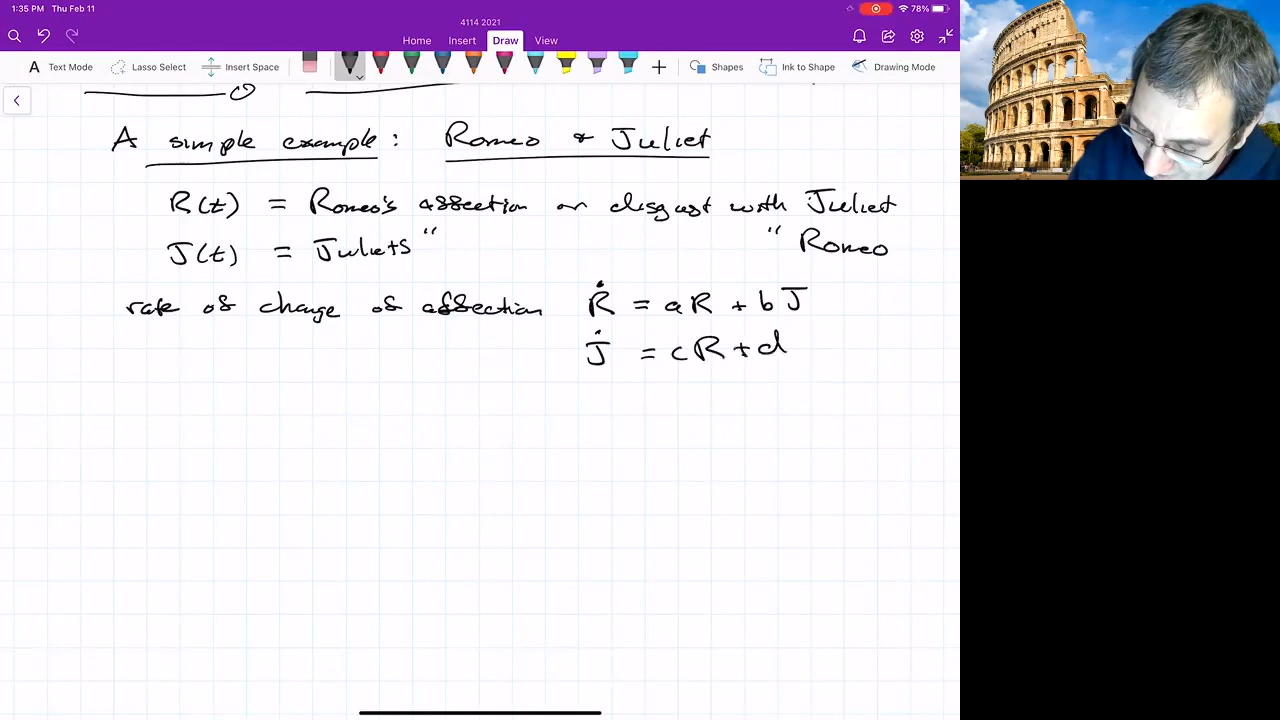 1:35 PM Thu Feb 11
78%
4114 2021
Home Insert Draw View
Text Mode Lasso Select Insert Space Shapes Ink to Shape Drawing Mode
A simple example: Romeo & Juliet
R(t) = Romeo's affection or disgust with Juliet
J(t) = Juliets " " Romeo
rate of change of affection Ṙ = aR + bJ
J̇ = cR + d